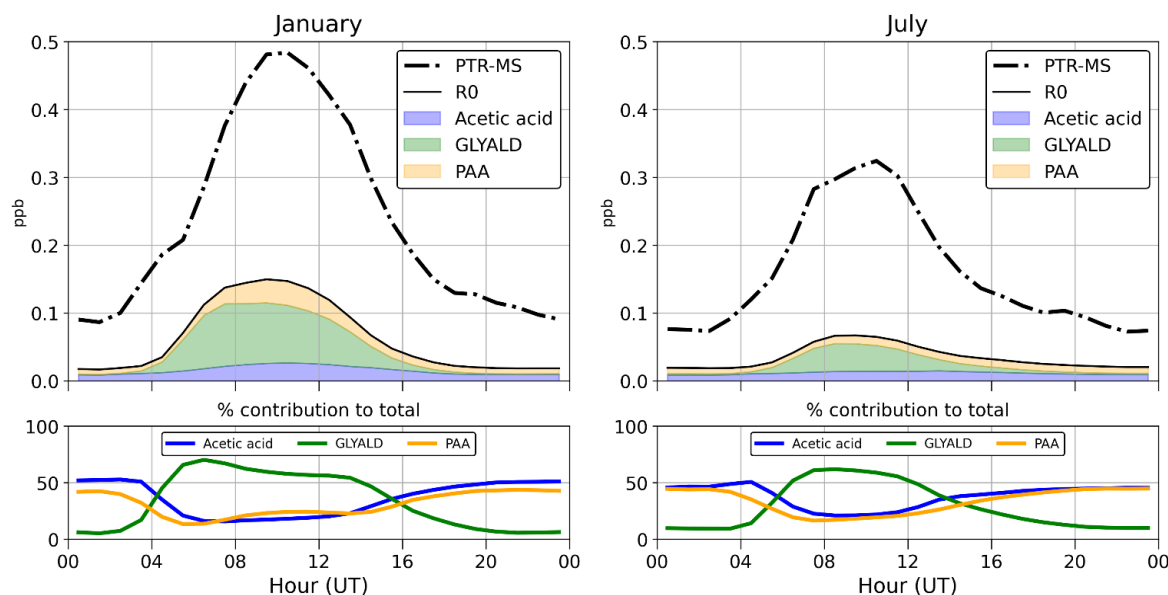 January
0.5
0.4
0.3
0.2
0.1
0.0
ppb
PTR-MS
R0
Acetic acid
GLYALD
PAA
% contribution to total
100
50
0
Acetic acid GLYALD PAA
00 04 08 12 16 20 00
Hour (UT)
July
0.5
0.4
0.3
0.2
0.1
0.0
ppb
PTR-MS
R0
Acetic acid
GLYALD
PAA
% contribution to total
100
50
0
Acetic acid GLYALD PAA
00 04 08 12 16 20 00
Hour (UT)